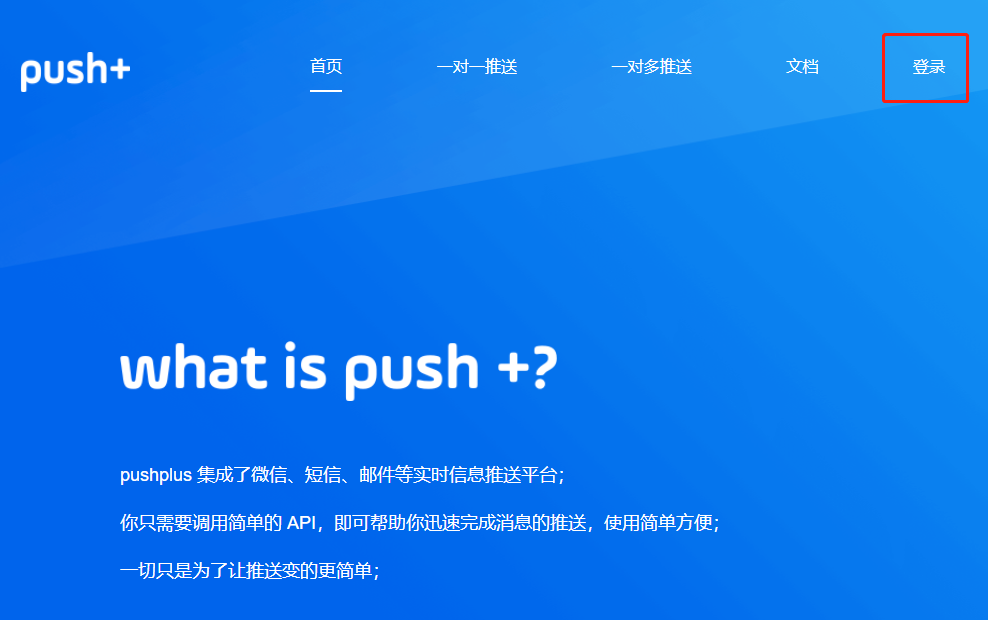 push+
首页 一对一推送 一对多推送 文档 登录
what is push +?
pushplus 集成了微信、短信、邮件等实时信息推送平台；
你只需要调用简单的 API，即可帮助你迅速完成消息的推送，使用简单方便；
一切只是为了让推送变的更简单；